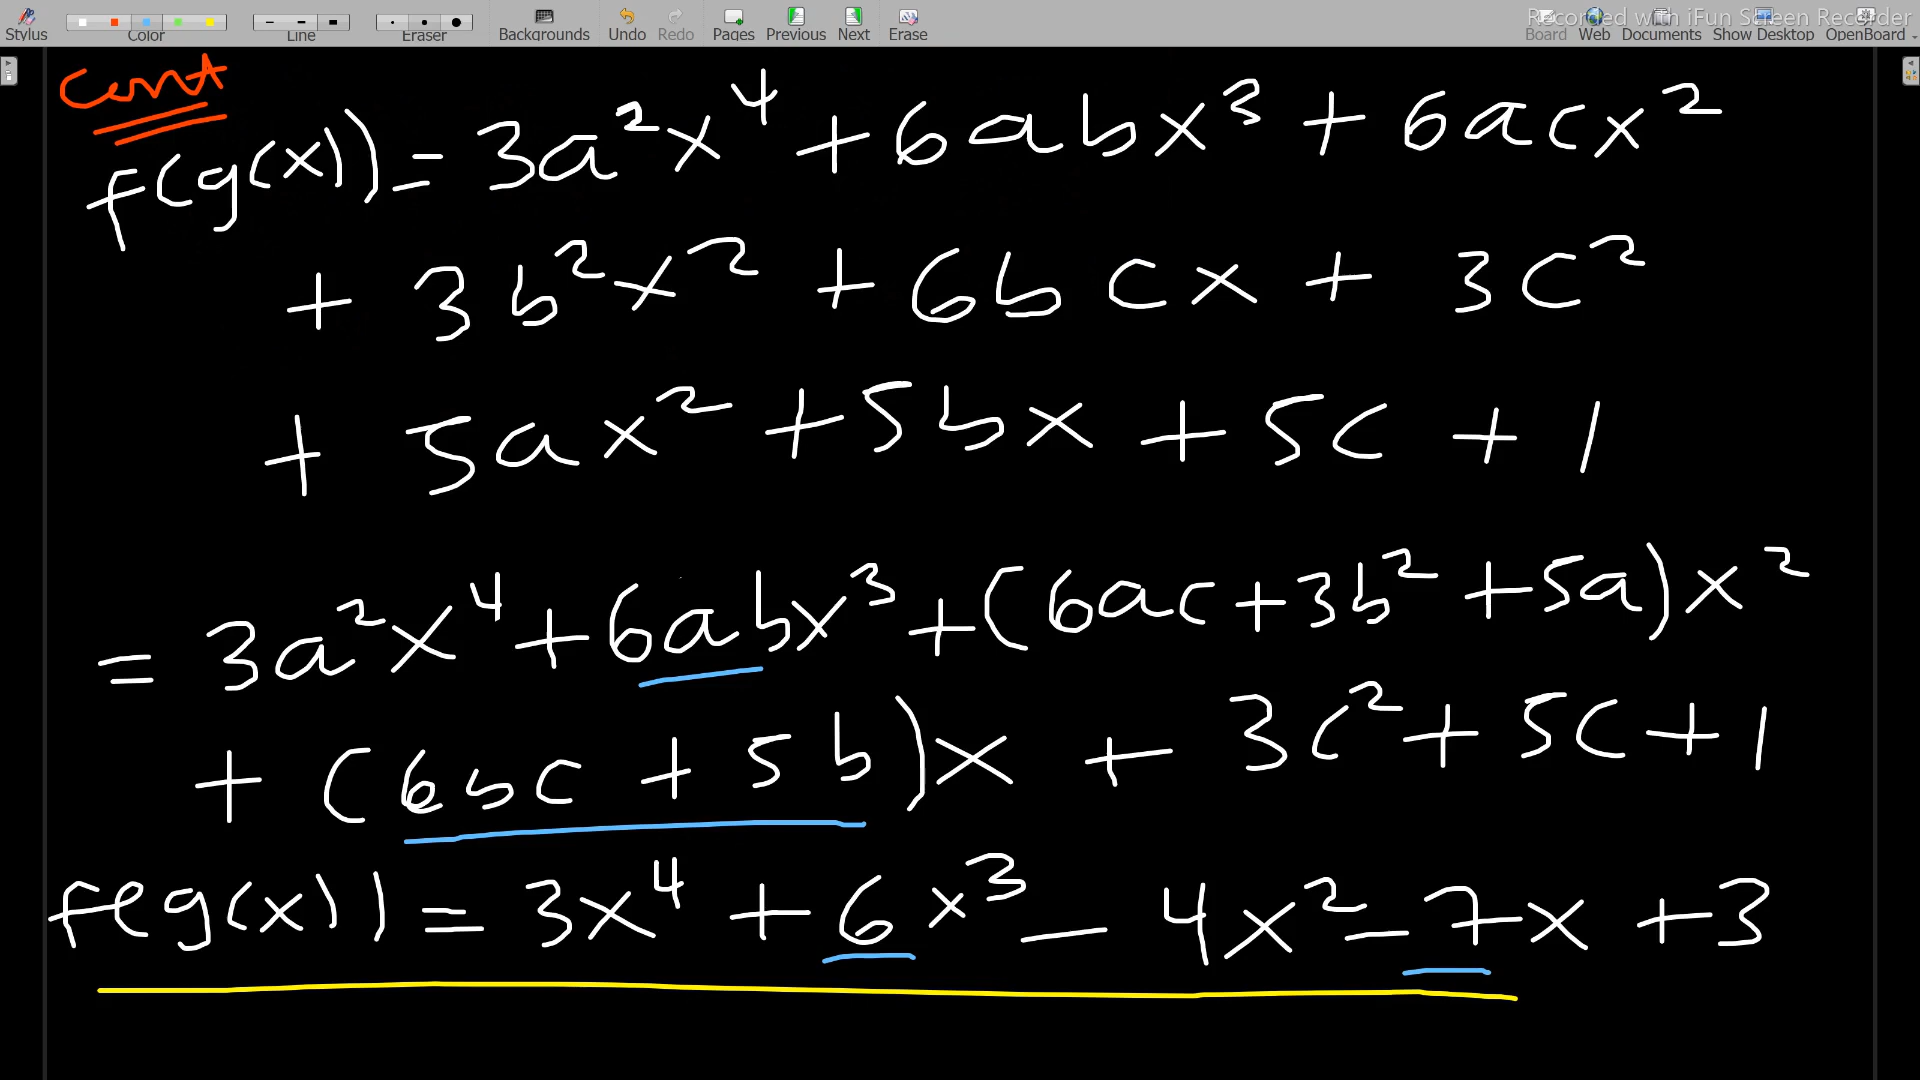 Recorded with iFun Screen Recorder
Stylus Color Line Eraser Backgrounds Undo Redo Pages Previous Next Erase Board Web Documents Show Desktop OpenBoard
Cont
f(g(x)) = 3a²x⁴ + 6abx³ + 6acx²
+ 3b²x² + 6bcx + 3c²
+ 5ax² + 5bx + 5c + 1
= 3a²x⁴ + 6abx³ + (6ac + 3b² + 5a)x²
+ (6bc + 5b)x + 3c² + 5c + 1
f(g(x)) = 3x⁴ + 6x³ - 4x² - 7x + 3